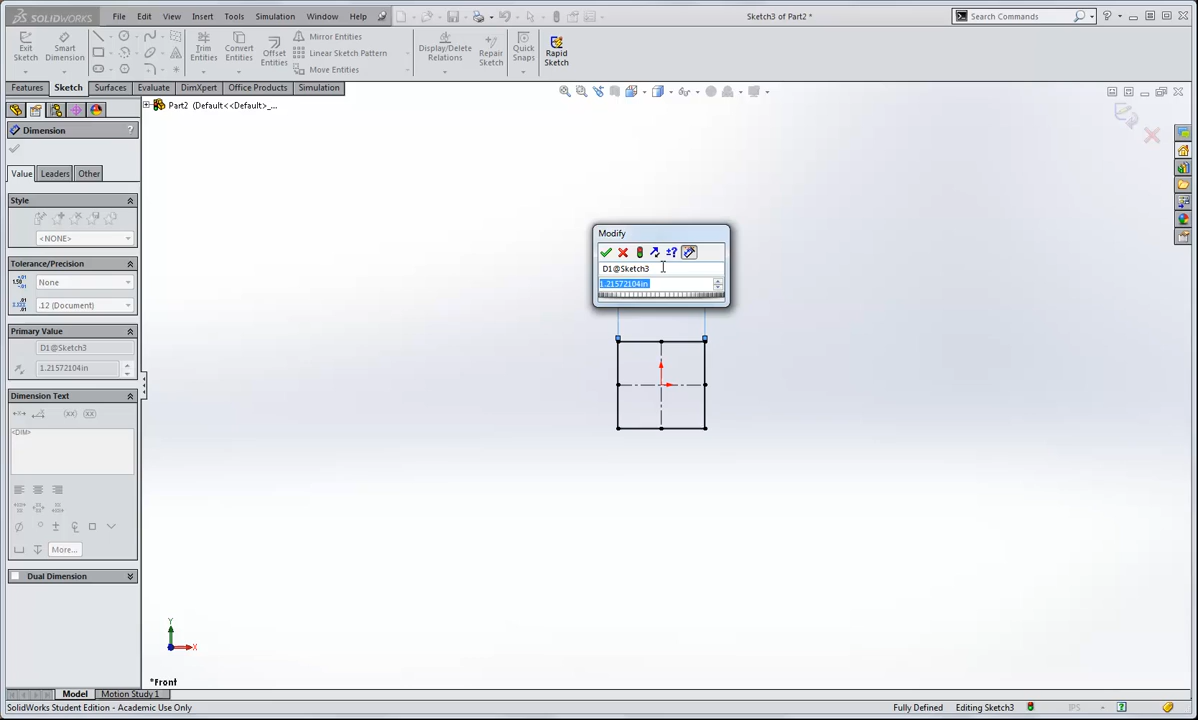 SOLIDWORKS
File
Edit
View
Insert
Tools
Simulation
Window
Help
Sketch3 of Part2 *
Search Commands
?
Exit
Sketch
Smart
Dimension
Trim
Entities
Convert
Entities
Offset
Entities
Mirror Entities
Linear Sketch Pattern
Move Entities
Display/Delete
Relations
Repair
Sketch
Quick
Snaps
Rapid
Sketch
Features
Sketch
Surfaces
Evaluate
DimXpert
Office Products
Simulation
Part2 (Default<<Default>_...
Dimension
?
Value
Leaders
Other
Style
<NONE>
Tolerance/Precision
None
.12 (Document)
Primary Value
D1@Sketch3
1.21572104in
Dimension Text
(xx)
(xx)
<DIM>
More...
Dual Dimension
Modify
±?
D1@Sketch3
1.21572104in
Y
X
*Front
Model
Motion Study 1
SolidWorks Student Edition - Academic Use Only
Fully Defined
Editing Sketch3
IPS
?